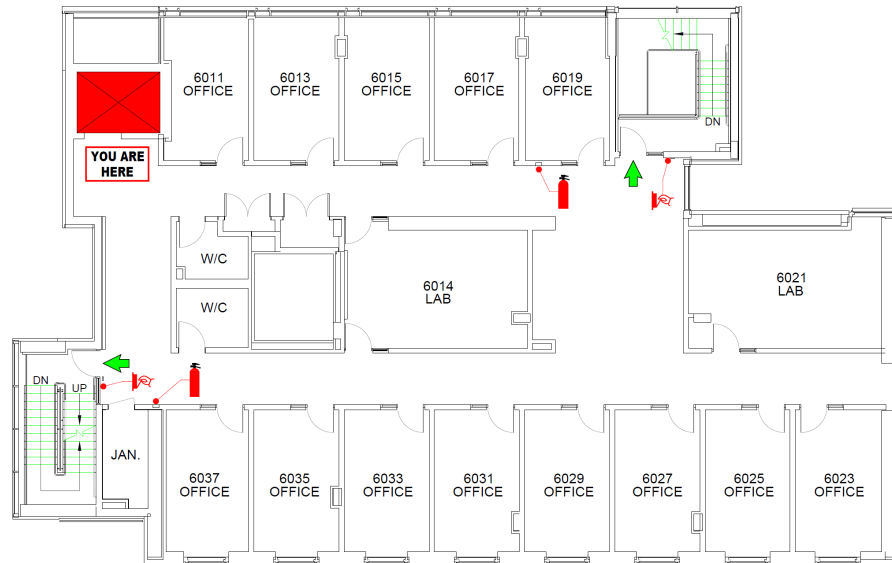 6011
OFFICE
6013
OFFICE
6015
OFFICE
6017
OFFICE
6019
OFFICE
DN
YOU ARE
HERE
W/C
W/C
6014
LAB
6021
LAB
DN
UP
JAN.
6037
OFFICE
6035
OFFICE
6033
OFFICE
6031
OFFICE
6029
OFFICE
6027
OFFICE
6025
OFFICE
6023
OFFICE